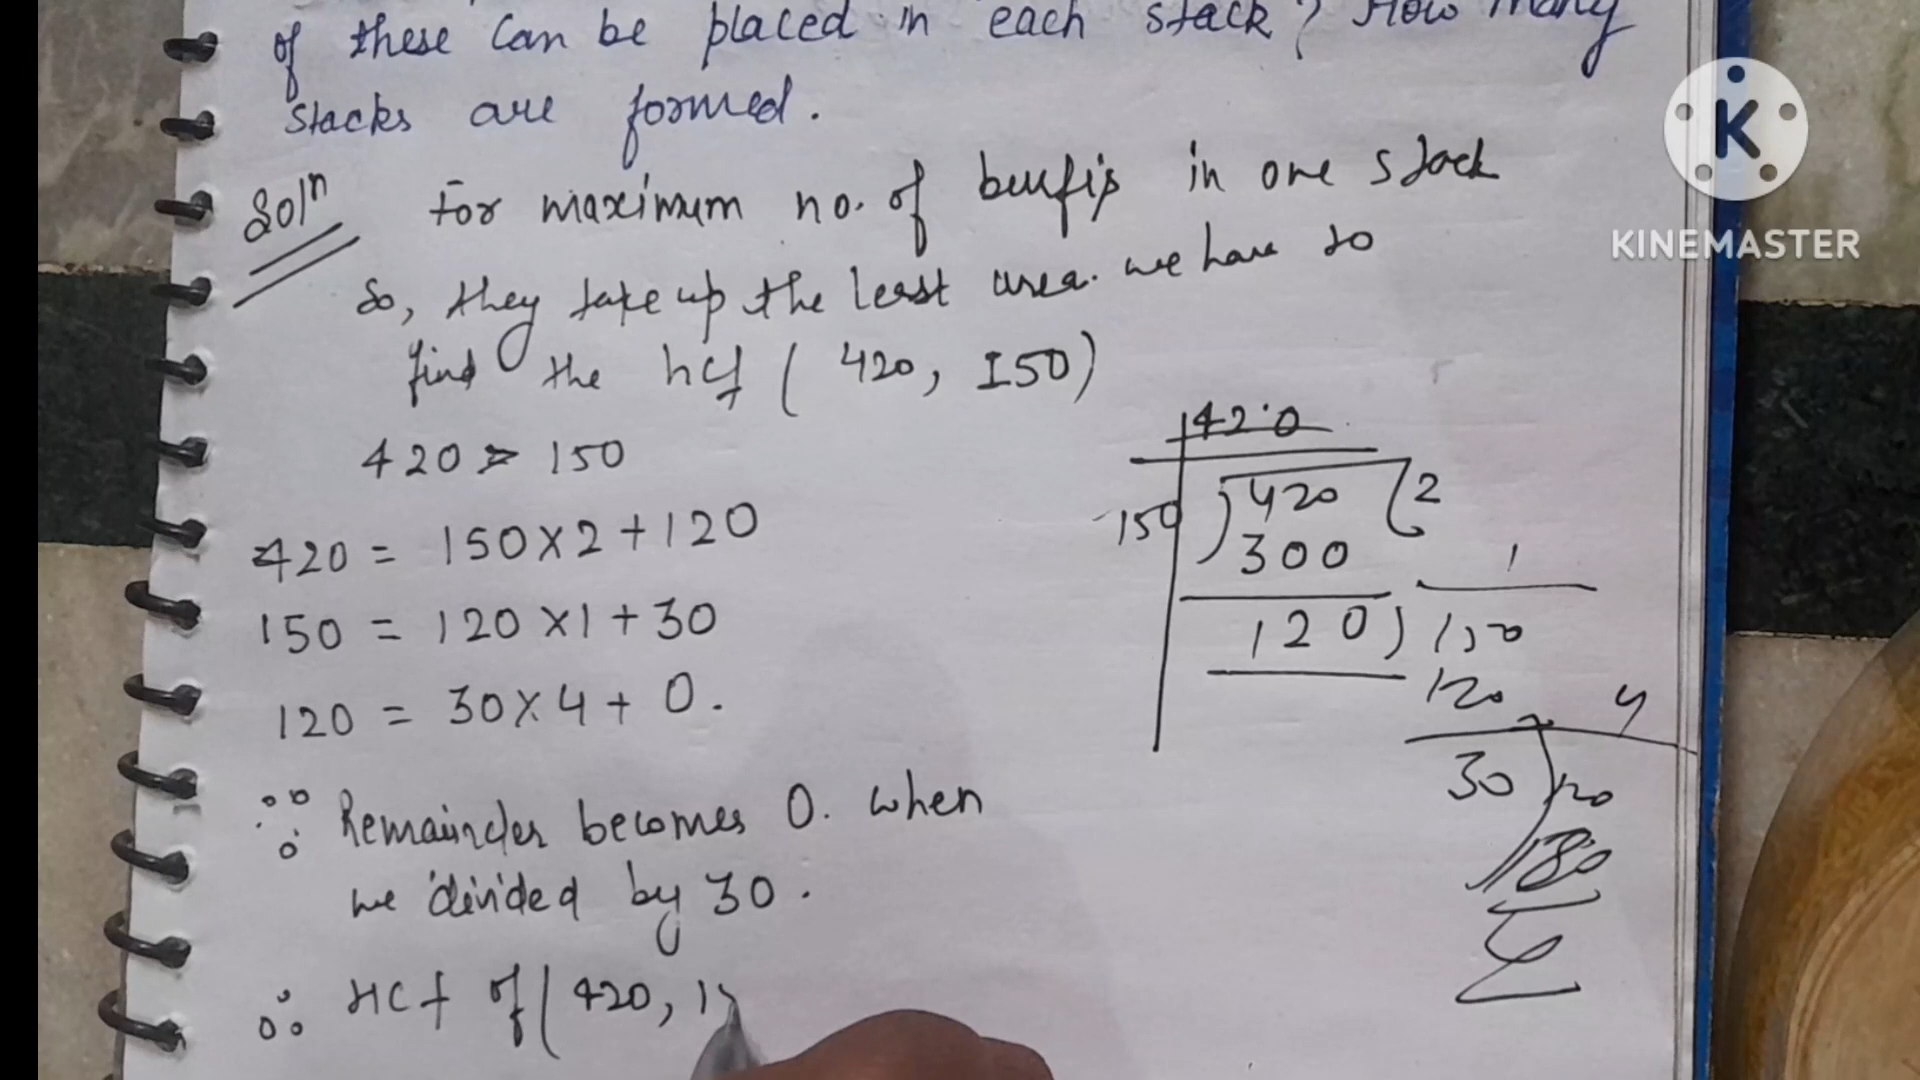 of these can be placed in each stack? How many
stacks are formed.
Solⁿ For maximum no. of burfis in one stack
So, they take up the least area. we have to
find the hcf ( 420, 150)
420 > 150
420 = 150×2+120
150 = 120×1+30
120 = 30×4+0.
∵ Remainder becomes 0. when
we divided by 30.
∴ HCf of( 420, 15
420
150 ) 420 ( 2
300
1
120 ) 150
120 4
30 ) 120
KINEMASTER